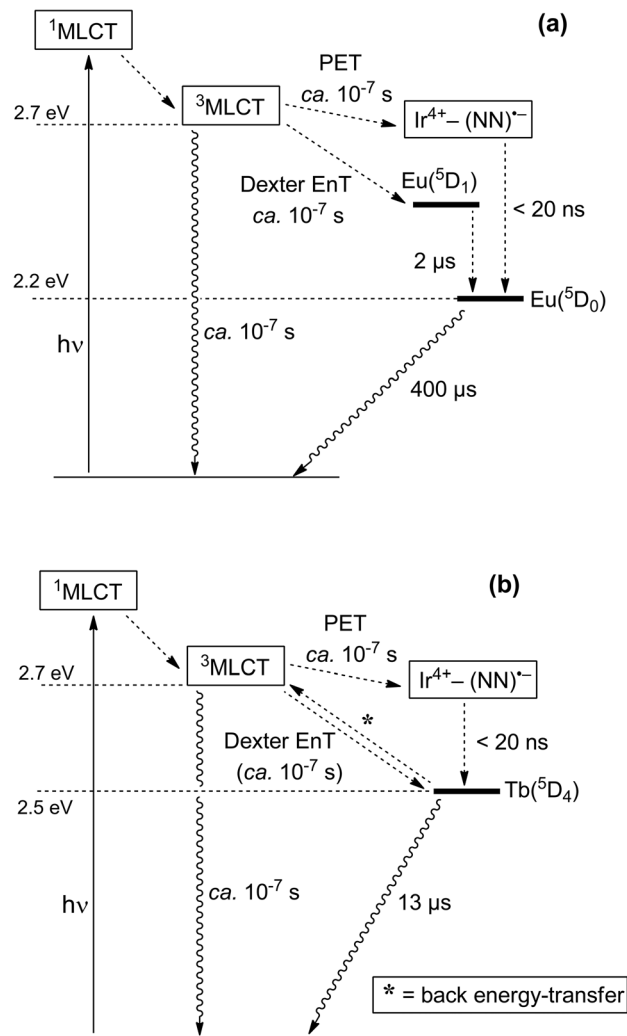 (a)
¹MLCT
PET
ca. 10⁻⁷ s
2.7 eV
³MLCT
Ir⁴⁺– (NN)•–
Dexter EnT
ca. 10⁻⁷ s
Eu(⁵D₁)
< 20 ns
2 µs
2.2 eV
Eu(⁵D₀)
hν
ca. 10⁻⁷ s
400 µs
(b)
¹MLCT
PET
ca. 10⁻⁷ s
2.7 eV
³MLCT
Ir⁴⁺– (NN)•–
*
Dexter EnT
(ca. 10⁻⁷ s)
< 20 ns
2.5 eV
Tb(⁵D₄)
hν
ca. 10⁻⁷ s
13 µs
* = back energy-transfer